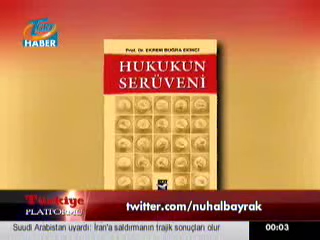 HABER
Prof. Dr. EKREM BUĞRA EKİNCİ
HUKUKUN
SERÜVENİ
Türkiye
PLATFORMU
twitter.com/nuhalbayrak
Suudi Arabistan uyardı: İran'a saldırmanın trajik sonuçları olur
00:03